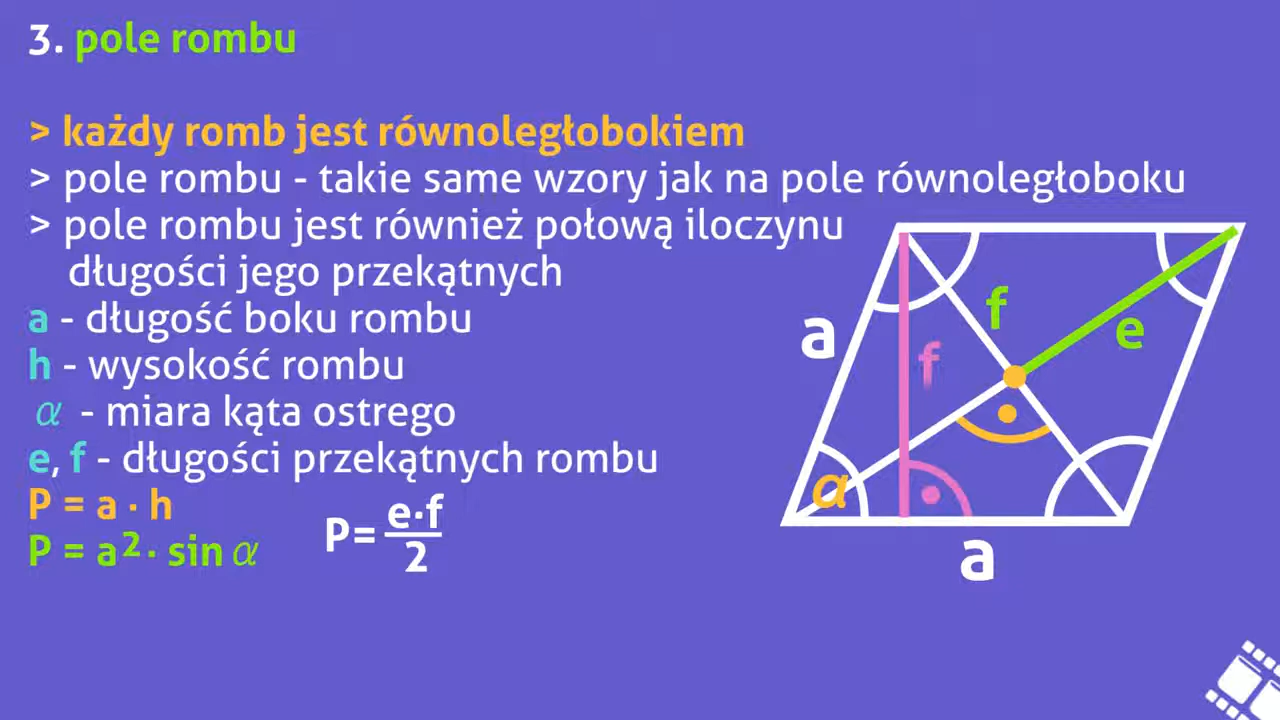 3. pole rombu
> każdy romb jest równoległobokiem
> pole rombu - takie same wzory jak na pole równoległoboku
> pole rombu jest również połową iloczynu
długości jego przekątnych
a - długość boku rombu
h - wysokość rombu
α - miara kąta ostrego
e, f - długości przekątnych rombu
P = a · h
P = a²· sin α
P= e·f/2
a
f
e
f
α
a